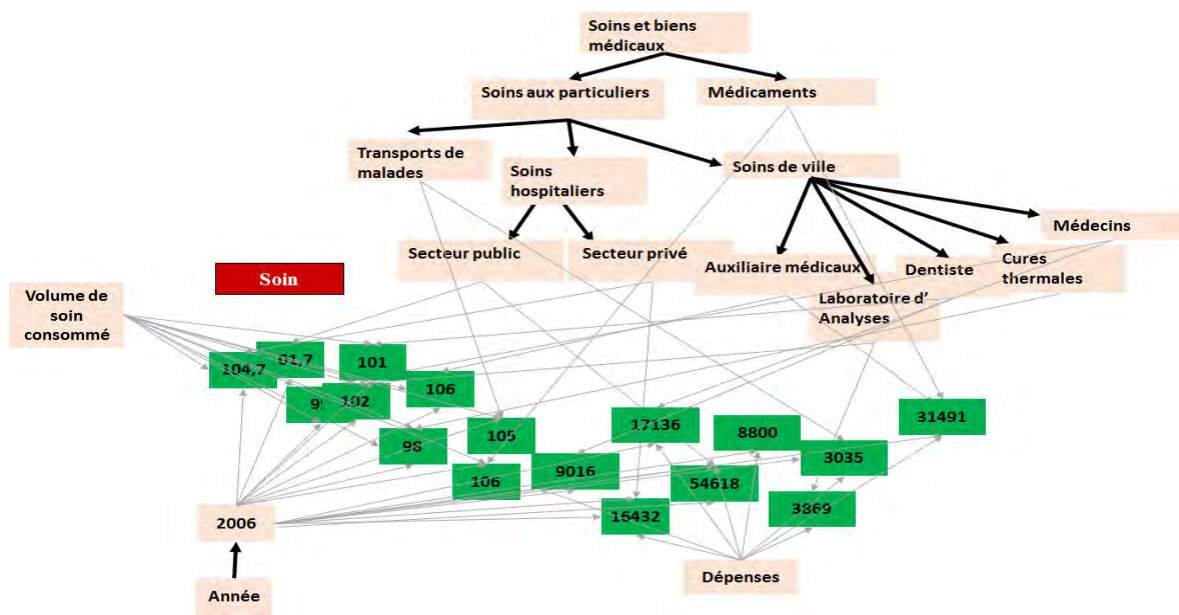 Soins et biens
médicaux
Soins aux particuliers
Médicaments
Transports de
malades
Soins
hospitaliers
Soins de ville
Médecins
Secteur public
Secteur privé
Auxiliaire médicaux
Dentiste
Cures
thermales
Laboratoire d'
Analyses
Soin
Volume de
soin
consommé
104,7
101
102
106
98
105
106
9016
17136
8800
31491
3035
54618
16432
3869
2006
Dépenses
Année